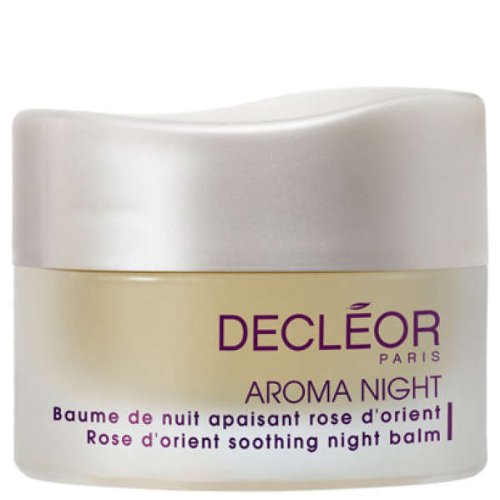 DECLÉOR
PARIS
AROMA NIGHT
Baume de nuit apaisant rose d'orient
Rose d'orient soothing night balm